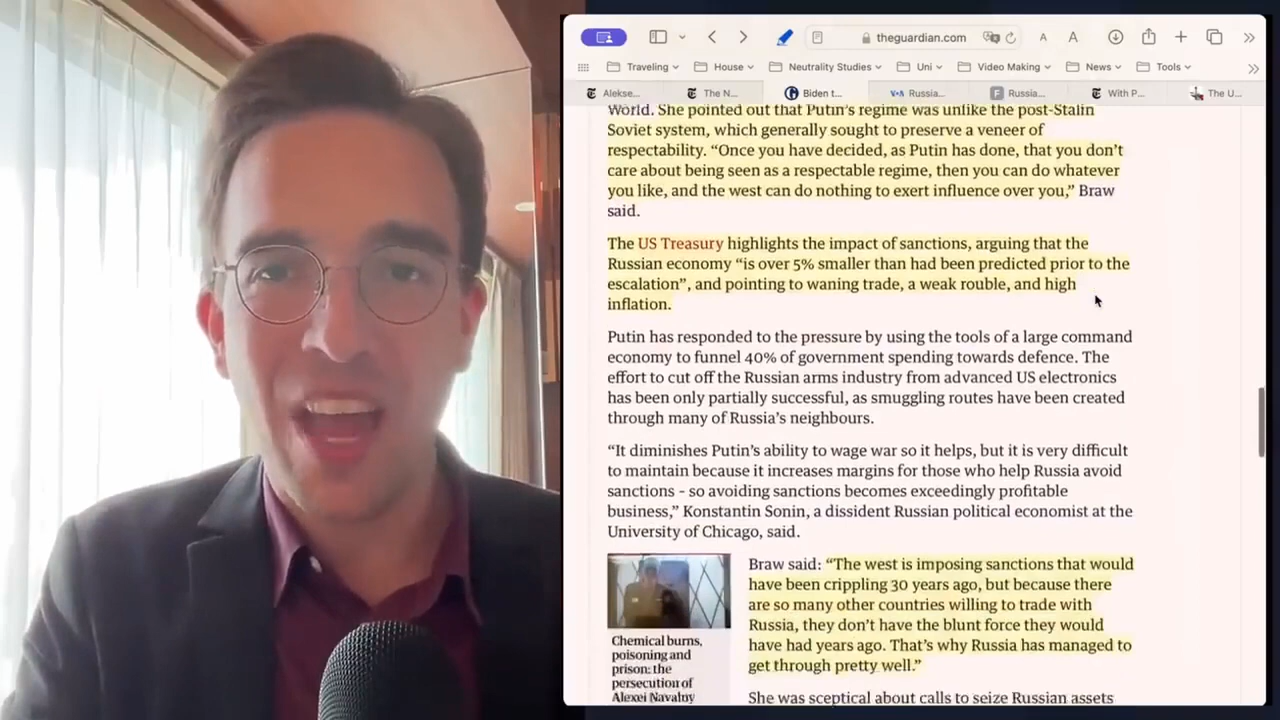 theguardian.com
A
A
Traveling
House
Neutrality Studies
Uni
Video Making
News
Tools
Alekse...
The N...
Biden t...
VOA Russia...
F Russia...
With P...
The U...
World. She pointed out that Putin's regime was unlike the post-Stalin
Soviet system, which generally sought to preserve a veneer of
respectability. “Once you have decided, as Putin has done, that you don’t
care about being seen as a respectable regime, then you can do whatever
you like, and the west can do nothing to exert influence over you,” Braw
said.
The US Treasury highlights the impact of sanctions, arguing that the
Russian economy “is over 5% smaller than had been predicted prior to the
escalation”, and pointing to waning trade, a weak rouble, and high
inflation.
Putin has responded to the pressure by using the tools of a large command
economy to funnel 40% of government spending towards defence. The
effort to cut off the Russian arms industry from advanced US electronics
has been only partially successful, as smuggling routes have been created
through many of Russia’s neighbours.
“It diminishes Putin’s ability to wage war so it helps, but it is very difficult
to maintain because it increases margins for those who help Russia avoid
sanctions - so avoiding sanctions becomes exceedingly profitable
business,” Konstantin Sonin, a dissident Russian political economist at the
University of Chicago, said.
Chemical burns,
poisoning and
prison: the
persecution of
Alexei Navalny
Braw said: “The west is imposing sanctions that would
have been crippling 30 years ago, but because there
are so many other countries willing to trade with
Russia, they don’t have the blunt force they would
have had years ago. That’s why Russia has managed to
get through pretty well.”
She was sceptical about calls to seize Russian assets